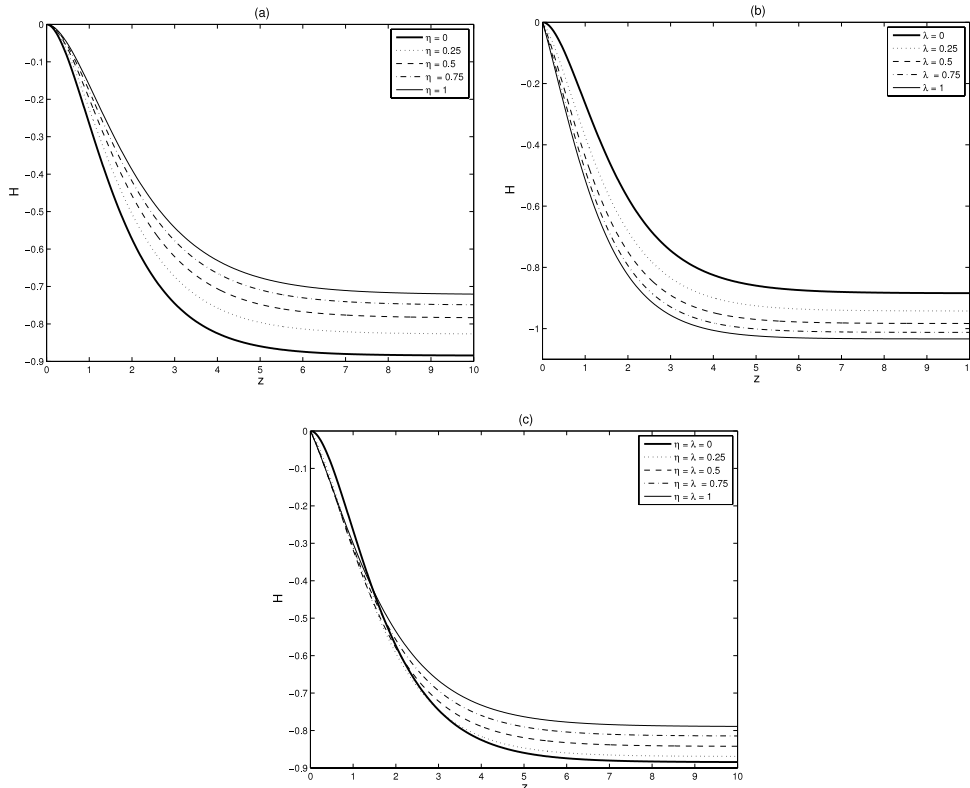 (a)
0
−0.1
−0.2
−0.3
−0.4
−0.5
−0.6
−0.7
−0.8
−0.9
H
0 1 2 3 4 5 6 7 8 9 10
z
η = 0
η = 0.25
η = 0.5
η = 0.75
η = 1
(b)
0
−0.2
−0.4
−0.6
−0.8
−1
H
0 1 2 3 4 5 6 7 8 9 10
z
λ = 0
λ = 0.25
λ = 0.5
λ = 0.75
λ = 1
(c)
0
−0.1
−0.2
−0.3
−0.4
−0.5
−0.6
−0.7
−0.8
−0.9
H
0 1 2 3 4 5 6 7 8 9 10
z
η = λ = 0
η = λ = 0.25
η = λ = 0.5
η = λ = 0.75
η = λ = 1